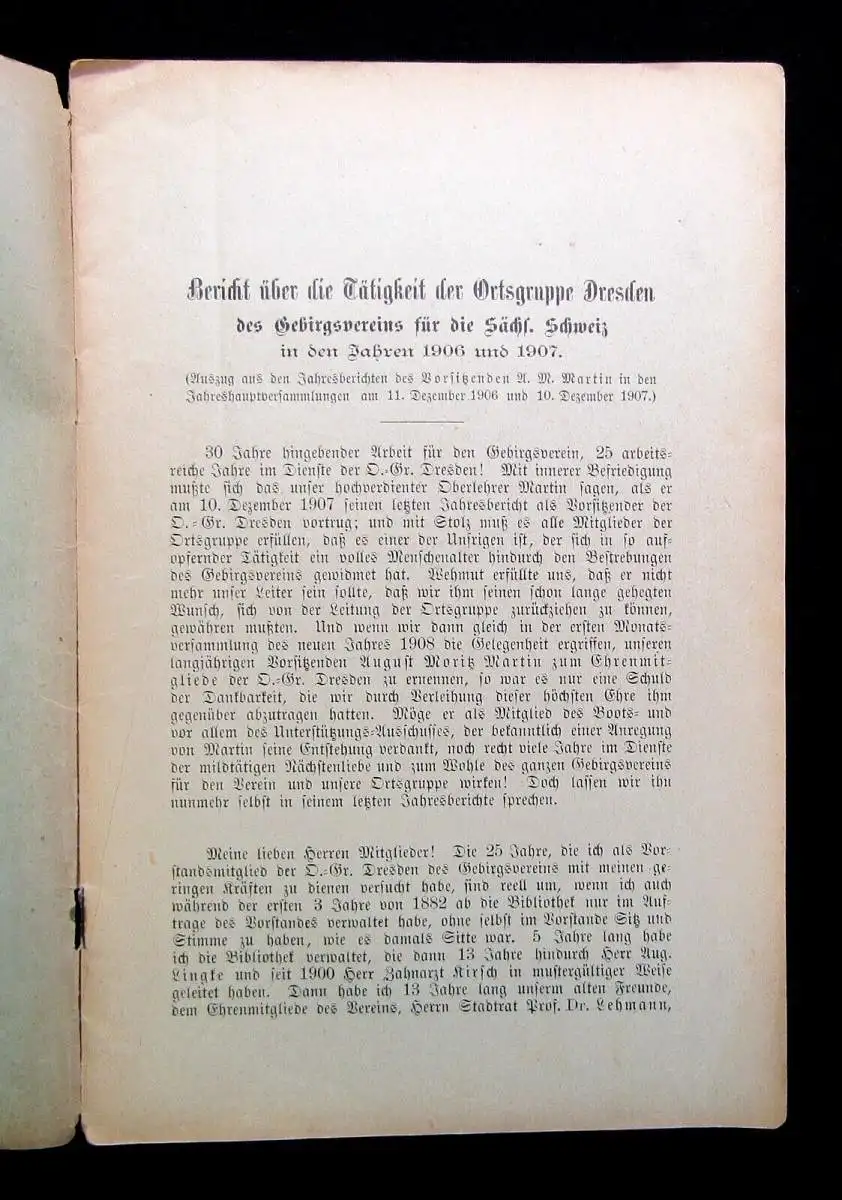 Bericht über die Tätigkeit der Ortsgruppe Dresden
des Gebirgsvereins für die Sächs. Schweiz
in den Jahren 1906 und 1907.
(Auszug aus den Jahresberichten des Vorsitzenden A. M. Martin in den
Jahreshauptversammlungen am 11. Dezember 1906 und 10. Dezember 1907.)
30 Jahre hingebender Arbeit für den Gebirgsverein, 25 arbeits-
reiche Jahre im Dienste der O.-Gr. Dresden! Mit innerer Befriedigung
mußte sich das unser hochverdienter Oberlehrer Martin sagen, als er
am 10. Dezember 1907 seinen letzten Jahresbericht als Vorsitzender der
O.-Gr. Dresden vortrug; und mit Stolz muß es alle Mitglieder der
Ortsgruppe erfüllen, daß es einer der Unsrigen ist, der sich in so auf-
opfernder Tätigkeit ein volles Menschenalter hindurch den Bestrebungen
des Gebirgsvereins gewidmet hat. Wehmut erfüllte uns, daß er nicht
mehr unser Leiter sein sollte, daß wir ihm seinen schon lange gehegten
Wunsch, sich von der Leitung der Ortsgruppe zurückziehen zu können,
gewähren mußten. Und wenn wir dann gleich in der ersten Monats-
versammlung des neuen Jahres 1908 die Gelegenheit ergriffen, unseren
langjährigen Vorsitzenden August Moritz Martin zum Ehrenmit-
gliede der O.-Gr. Dresden zu ernennen, so war es nur eine Schuld
der Dankbarkeit, die wir durch Verleihung dieser höchsten Ehre ihm
gegenüber abzutragen hatten. Möge er als Mitglied des Boots- und
vor allem des Unterstützungs-Ausschusses, der bekanntlich einer Anregung
von Martin seine Entstehung verdankt, noch recht viele Jahre im Dienste
der mildtätigen Nächstenliebe und zum Wohle des ganzen Gebirgsvereins
für den Verein und unsere Ortsgruppe wirken! Doch lassen wir ihn
nunmehr selbst in seinem letzten Jahresberichte sprechen.
Meine lieben Herren Mitglieder! Die 25 Jahre, die ich als Vor-
standsmitglied der O.-Gr. Dresden des Gebirgsvereins mit meinen ge-
ringen Kräften zu dienen versucht habe, sind reell um, wenn ich auch
während der ersten 3 Jahre von 1882 ab die Bibliothek nur im Auf-
trage des Vorstandes verwaltet habe, ohne selbst im Vorstande Sitz und
Stimme zu haben, wie es damals Sitte war. 5 Jahre lang habe
ich die Bibliothek verwaltet, die dann 13 Jahre hindurch Herr Aug.
Lingke und seit 1900 Herr Zahnarzt Kirsch in mustergültiger Weise
geleitet haben. Dann habe ich 13 Jahre lang unserm alten Freunde,
dem Ehrenmitgliede des Vereins, Herrn Stadtrat Prof. Dr. Lehmann,